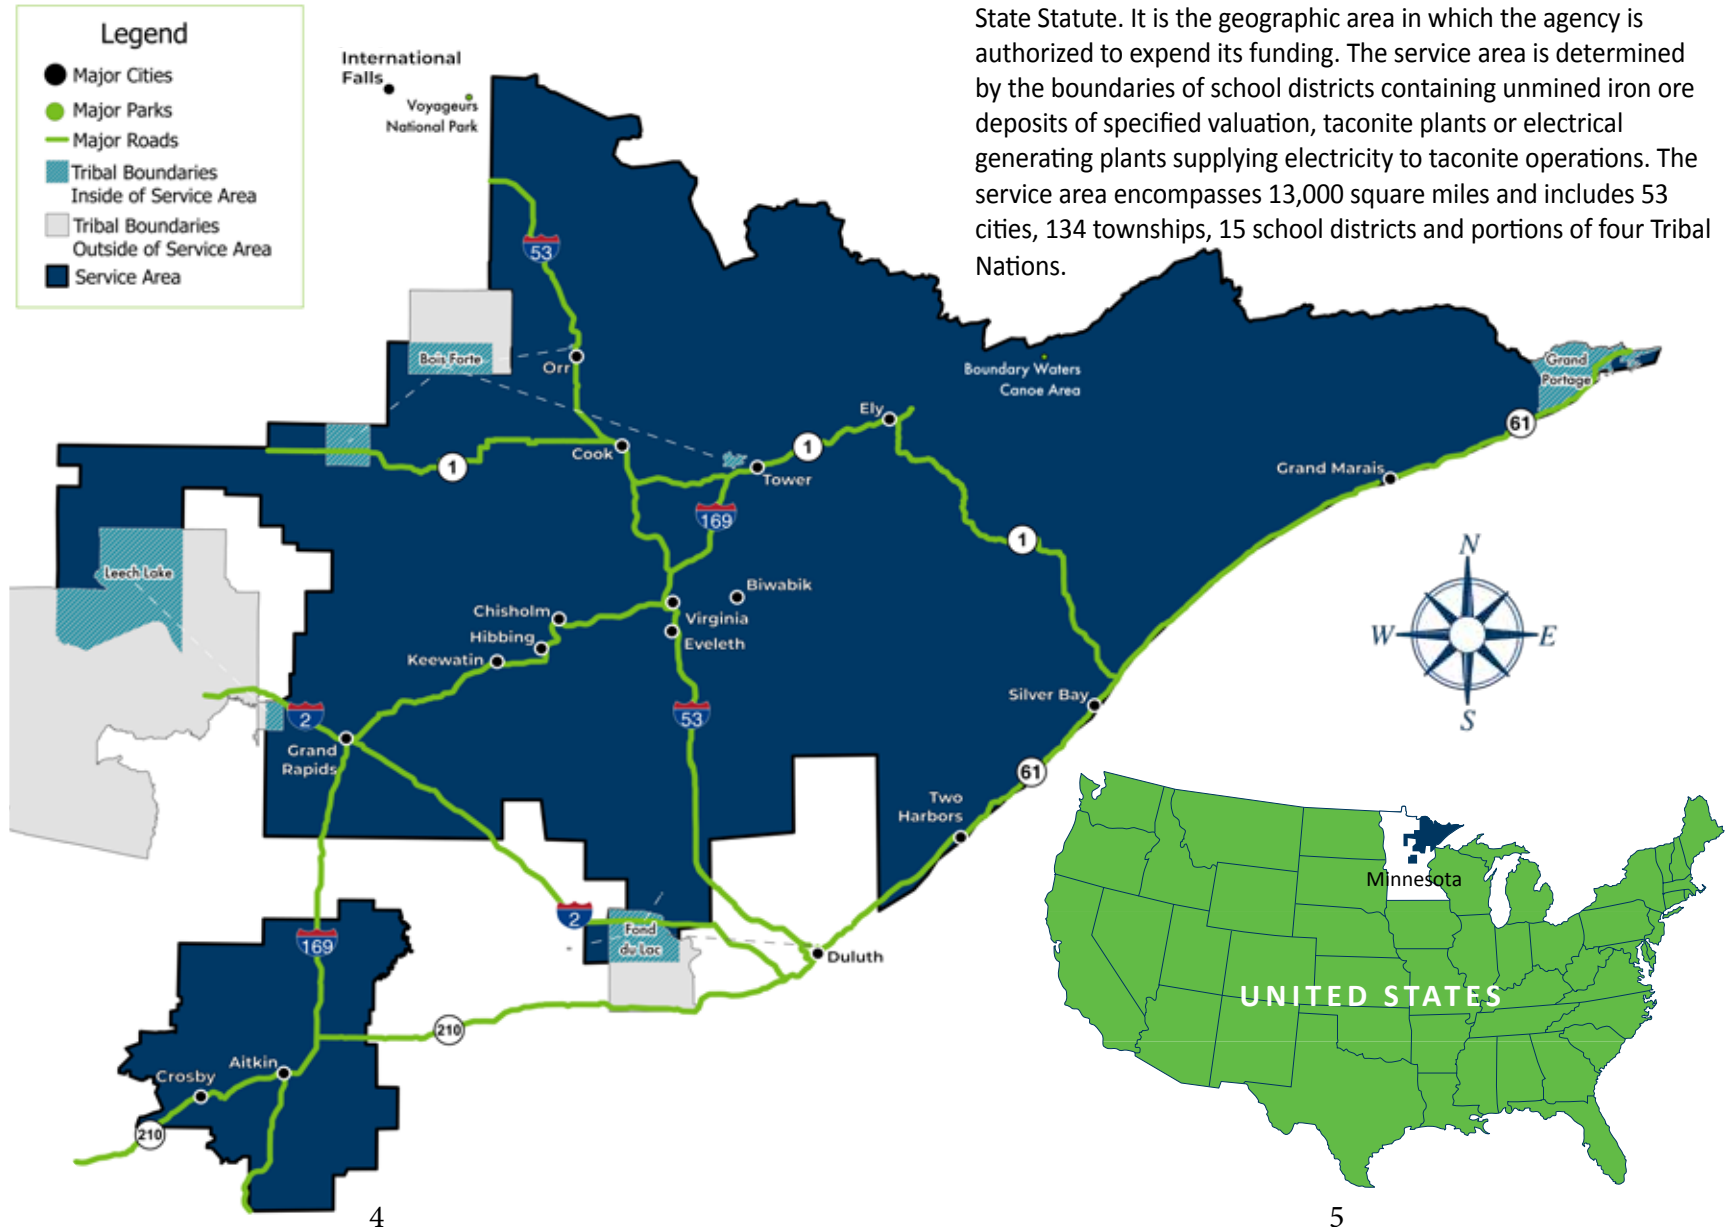 Legend
Major Cities
Major Parks
Major Roads
Tribal Boundaries
Inside of Service Area
Tribal Boundaries
Outside of Service Area
Service Area
State Statute. It is the geographic area in which the agency is
authorized to expend its funding. The service area is determined
by the boundaries of school districts containing unmined iron ore
deposits of specified valuation, taconite plants or electrical
generating plants supplying electricity to taconite operations. The
service area encompasses 13,000 square miles and includes 53
cities, 134 townships, 15 school districts and portions of four Tribal
Nations.
International
Falls
Voyageurs
National Park
53
Bois Forte
Orr
Boundary Waters
Canoe Area
Grand
Portage
Ely
61
1
Cook
1
Tower
Grand Marais
169
1
Leech Lake
Biwabik
Chisholm
Virginia
Hibbing
Eveleth
Keewatin
N
W
E
S
Silver Bay
2
53
Grand
Rapids
61
Two
Harbors
2
Fond
du Lac
169
Duluth
210
Aitkin
Crosby
210
Minnesota
UNITED STATES
4
5